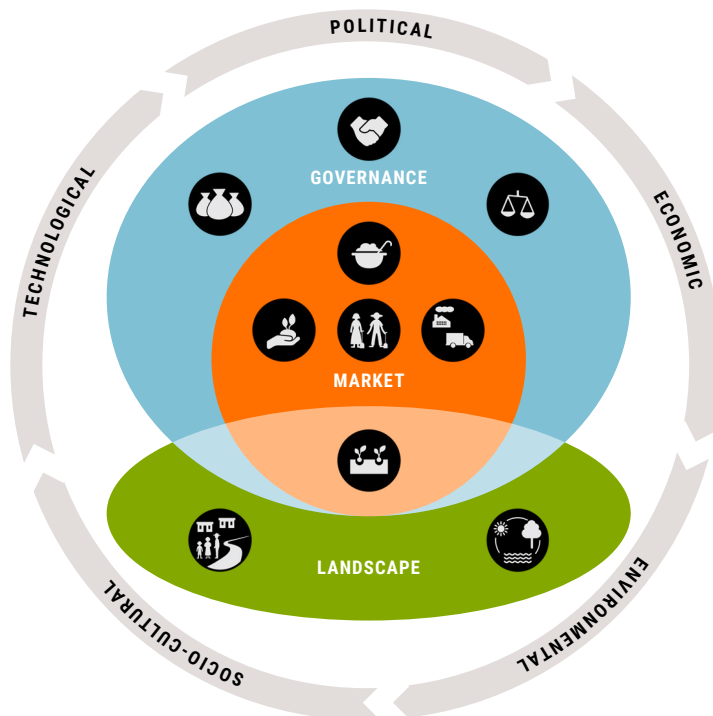 POLITICAL
TECHNOLOGICAL
ECONOMIC
GOVERNANCE
MARKET
LANDSCAPE
SOCIO-CULTURAL
ENVIRONMENTAL